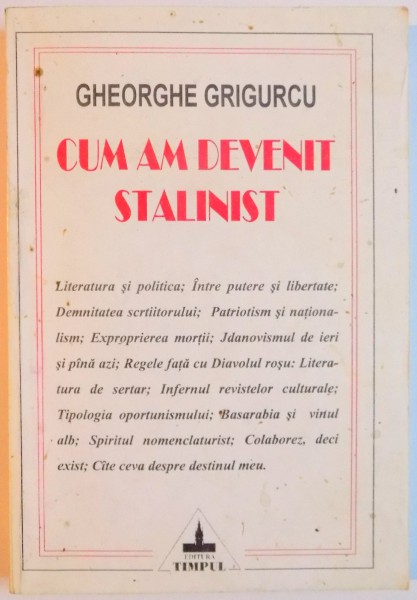 GHEORGHE GRIGURCU
CUM AM DEVENIT
STALINIST
Literatura şi politica; Între putere şi libertate;
Demnitatea scrtiitorului; Patriotism şi naţiona-
lism; Exproprierea morţii; Jdanovismul de ieri
şi pînă azi; Regele faţă cu Diavolul roşu: Litera-
tura de sertar; Infernul revistelor culturale;
Tipologia oportunismului; Basarabia şi vinul
alb; Spiritul nomenclaturist; Colaborez, deci
exist; Cîte ceva despre destinul meu.
EDITURA
TIMPUL